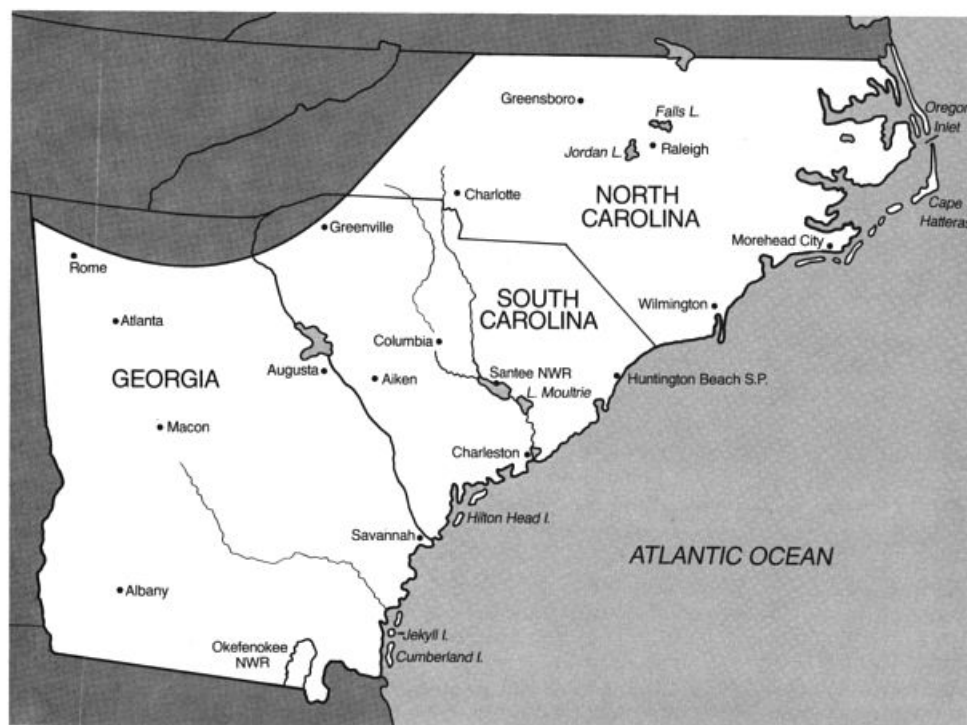 Greensboro
Falls L.
Oregon
Inlet
Jordan L.
Raleigh
Charlotte
NORTH
CAROLINA
Cape
Hatteras
Greenville
Morehead City
Rome
SOUTH
CAROLINA
Wilmington
Atlanta
Columbia
GEORGIA
Augusta
Aiken
Santee NWR
Huntington Beach S.P.
L. Moultrie
Macon
Charleston
Hilton Head I.
Savannah
ATLANTIC OCEAN
Albany
Jekyll I.
Okefenokee
NWR
Cumberland I.